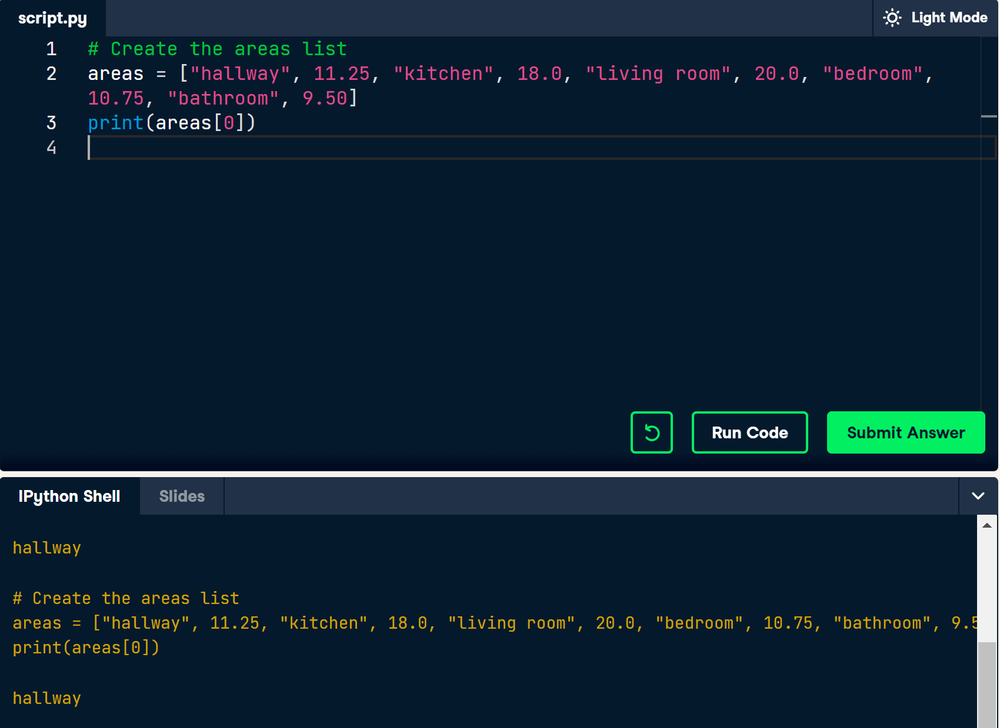 script.py
Light Mode
1 # Create the areas list
2 areas = ["hallway", 11.25, "kitchen", 18.0, "living room", 20.0, "bedroom",
10.75, "bathroom", 9.50]
3 print(areas[0])
4
Run Code
Submit Answer
IPython Shell
Slides
hallway
# Create the areas list
areas = ["hallway", 11.25, "kitchen", 18.0, "living room", 20.0, "bedroom", 10.75, "bathroom", 9.5
print(areas[0])
hallway